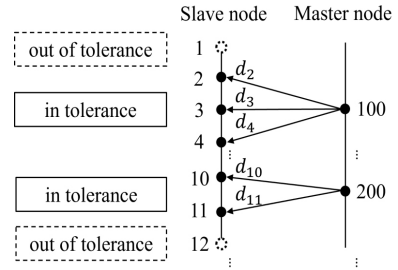 Slave node Master node
out of tolerance 1
2 d₂
in tolerance 3 d₃ 100
4 d₄
... ...
10 d₁₀
in tolerance 200
11 d₁₁
out of tolerance 12
... ...